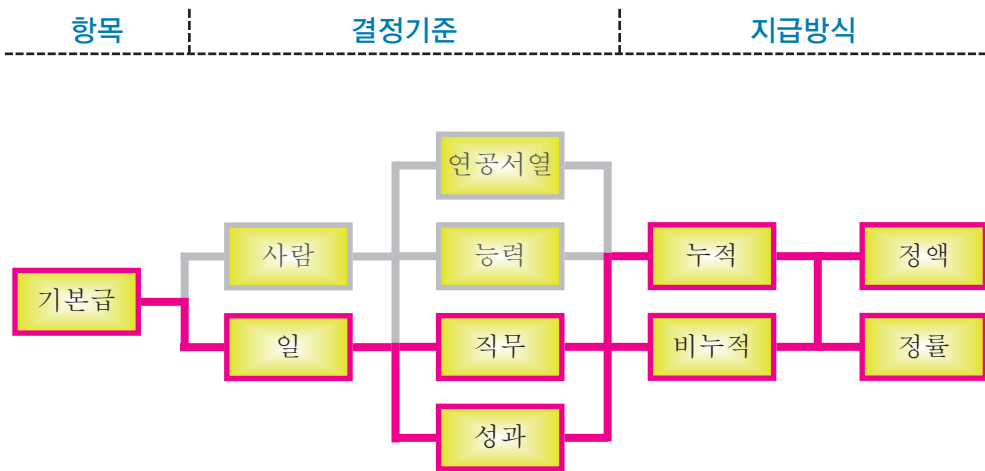 항목 결정기준 지급방식
연공서열
사람 능력 누적 정액
기본급
일 직무 비누적 정률
성과